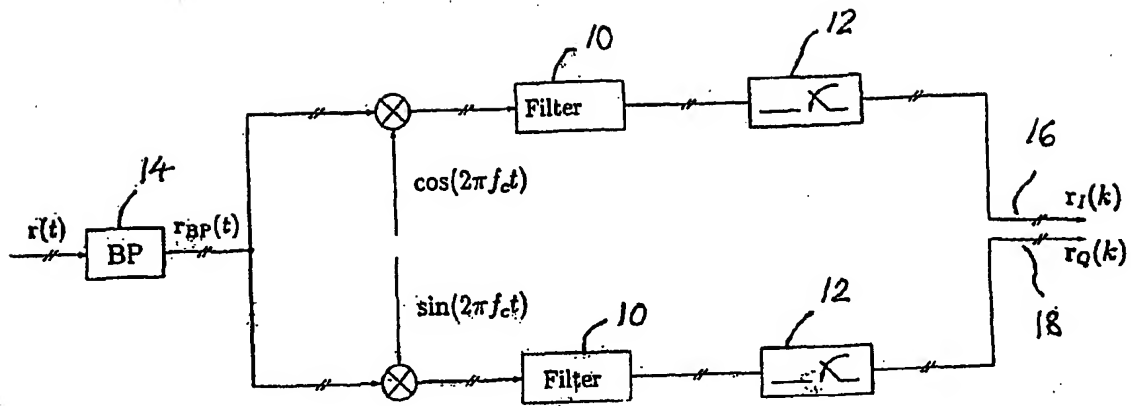 10
12
Filter
16
14
cos(2πf_ct)
r_I(k)
r(t)
r_BP(t)
BP
r_Q(k)
sin(2πf_ct)
10
12
18
Filter